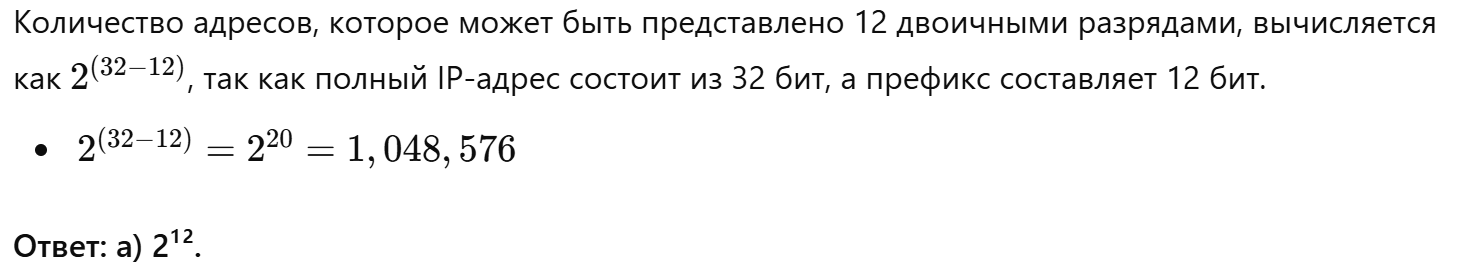 Количество адресов, которое может быть представлено 12 двоичными разрядами, вычисляется
как 2^(32−12), так как полный IP-адрес состоит из 32 бит, а префикс составляет 12 бит.
• 2^(32−12) = 2^20 = 1,048,576
Ответ: a) 2^12.